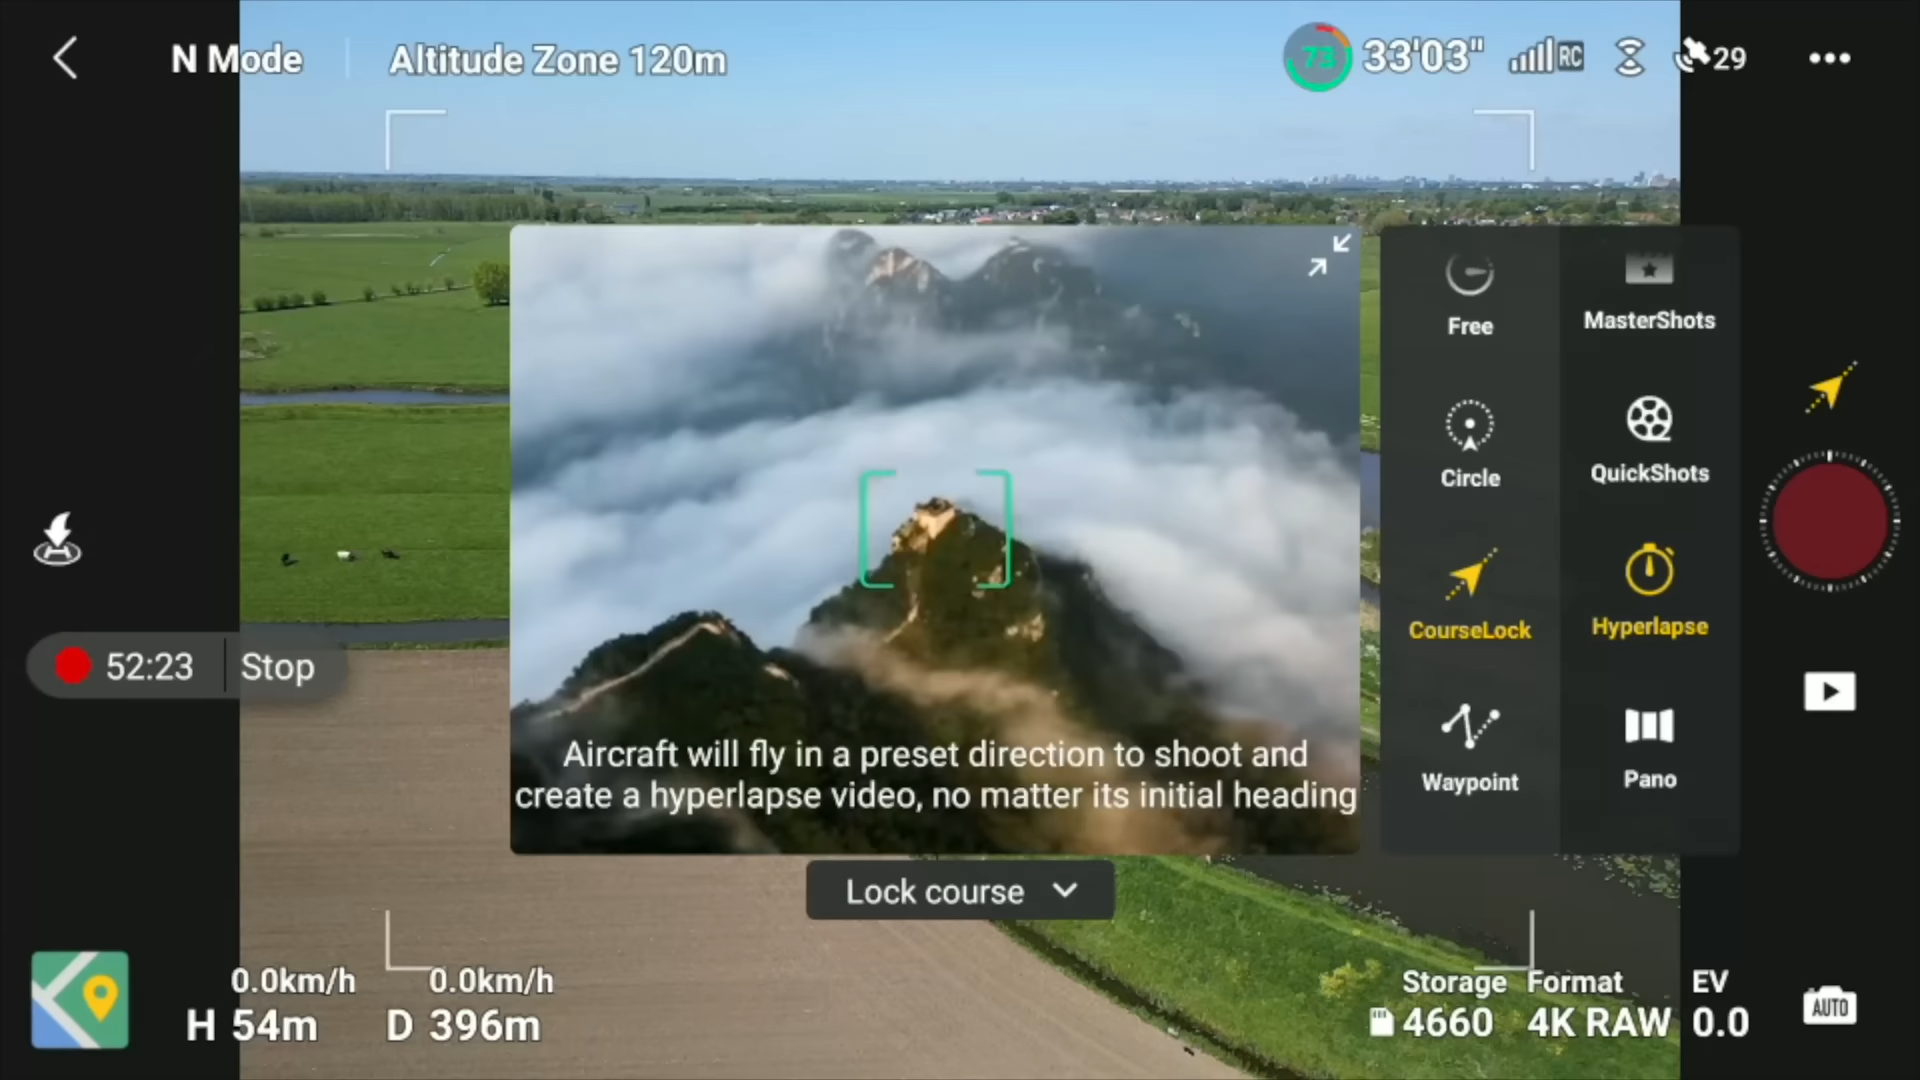 N Mode
Altitude Zone 120m
73
33'03"
RC
29
Free
MasterShots
Circle
QuickShots
CourseLock
Hyperlapse
Waypoint
Pano
52:23
Stop
Aircraft will fly in a preset direction to shoot and
create a hyperlapse video, no matter its initial heading
Lock course
0.0km/h
0.0km/h
H 54m
D 396m
Storage
Format
EV
4660
4K RAW
0.0
AUTO